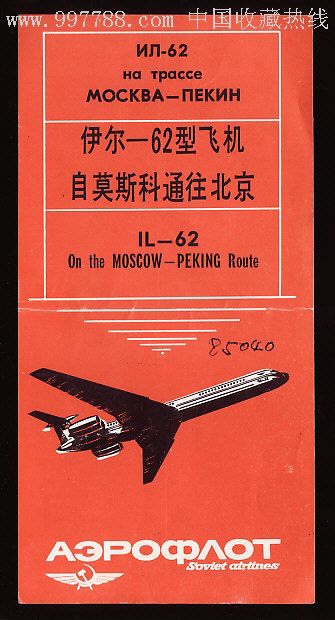 www.997788.com 中国收藏热线
ИЛ-62
на трассе
МОСКВА—ПЕКИН
伊尔—62型飞机
自莫斯科通往北京
IL—62
On the MOSCOW—PEKING Route
85040
АЭРОФЛОТ
Soviet airlines